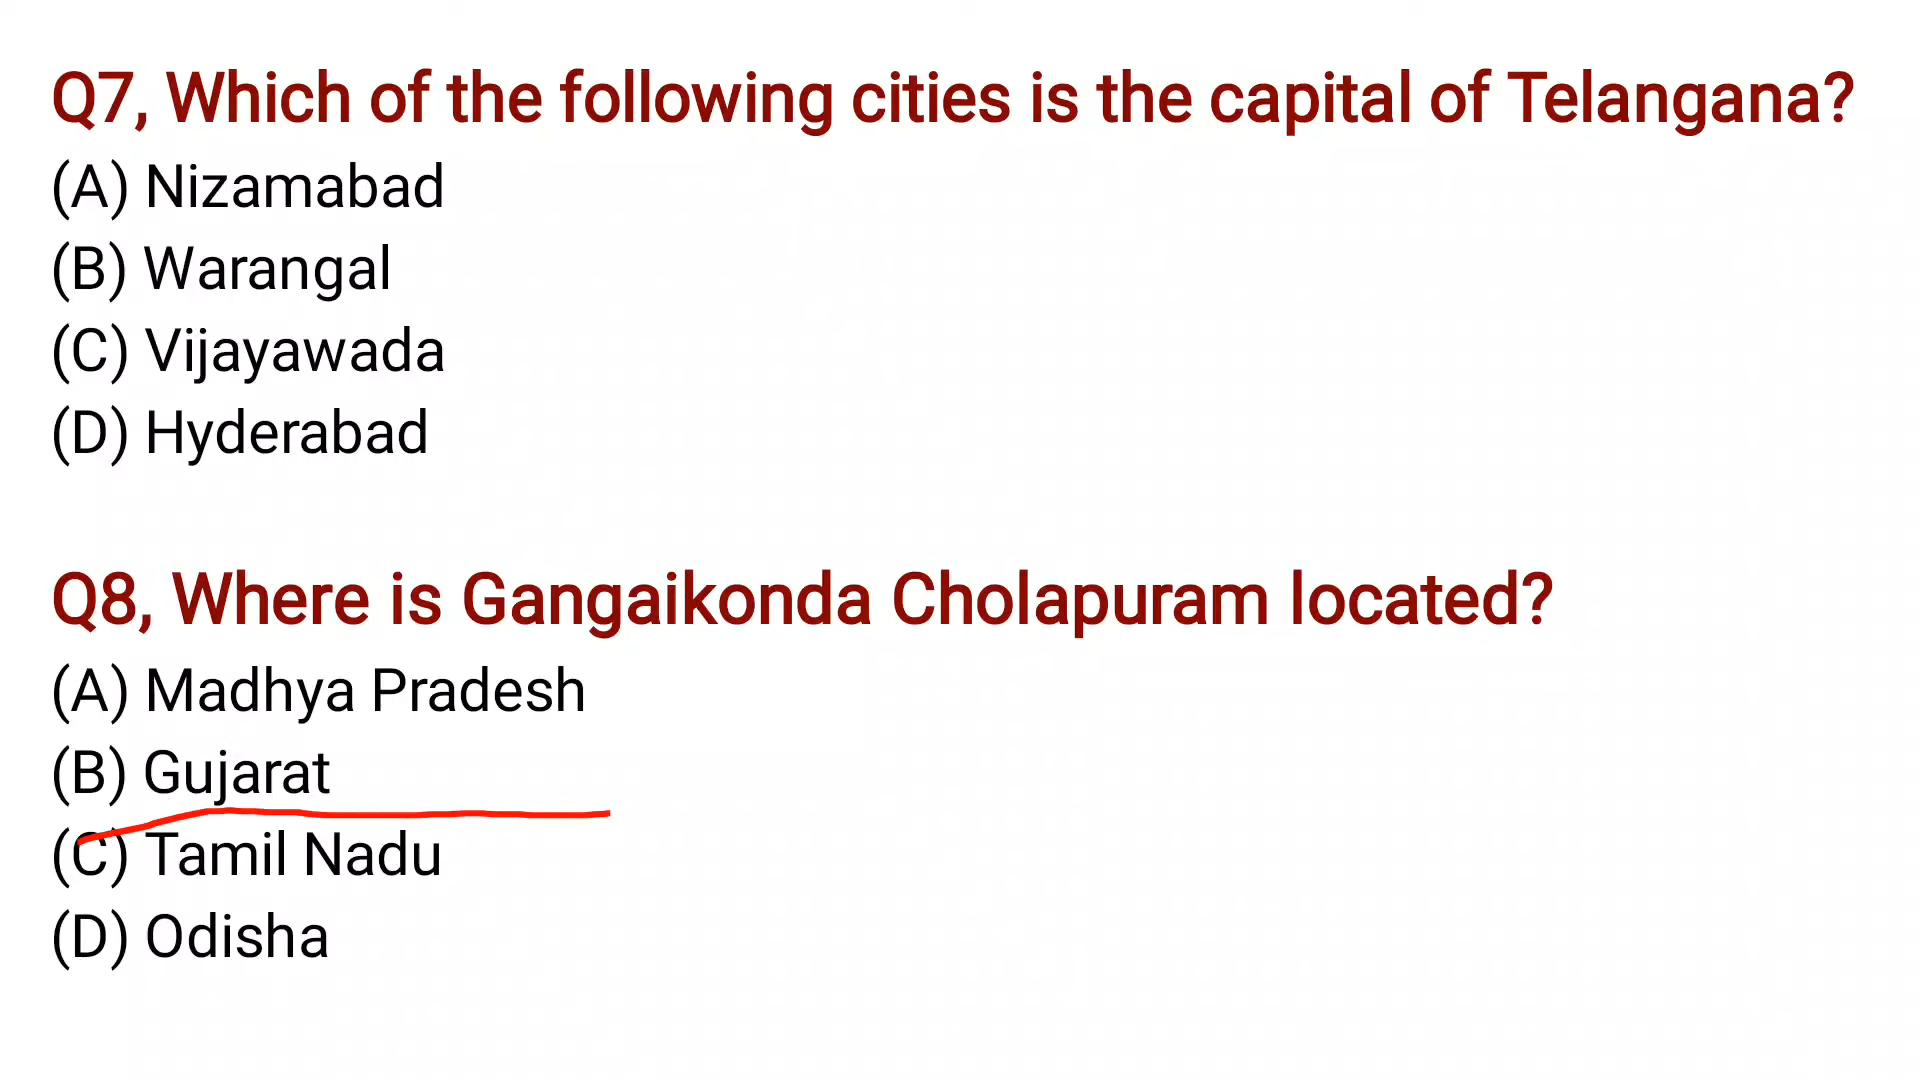 Q7, Which of the following cities is the capital of Telangana?
(A) Nizamabad
(B) Warangal
(C) Vijayawada
(D) Hyderabad
Q8, Where is Gangaikonda Cholapuram located?
(A) Madhya Pradesh
(B) Gujarat
(C) Tamil Nadu
(D) Odisha